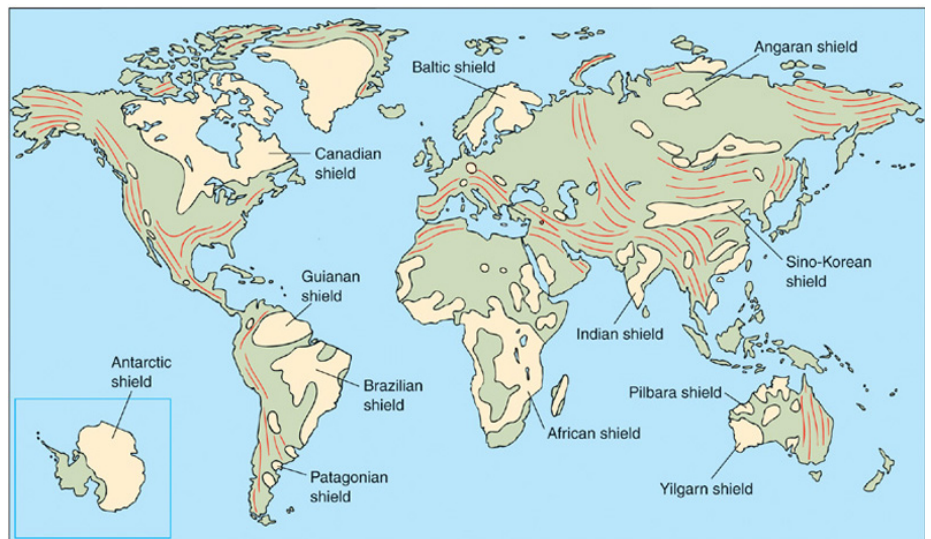 Angaran shield
Baltic shield
Canadian
shield
Sino-Korean
shield
Guianan
shield
Indian shield
Antarctic
shield
Brazilian
shield
Pilbara shield
African shield
Patagonian
shield
Yilgarn shield